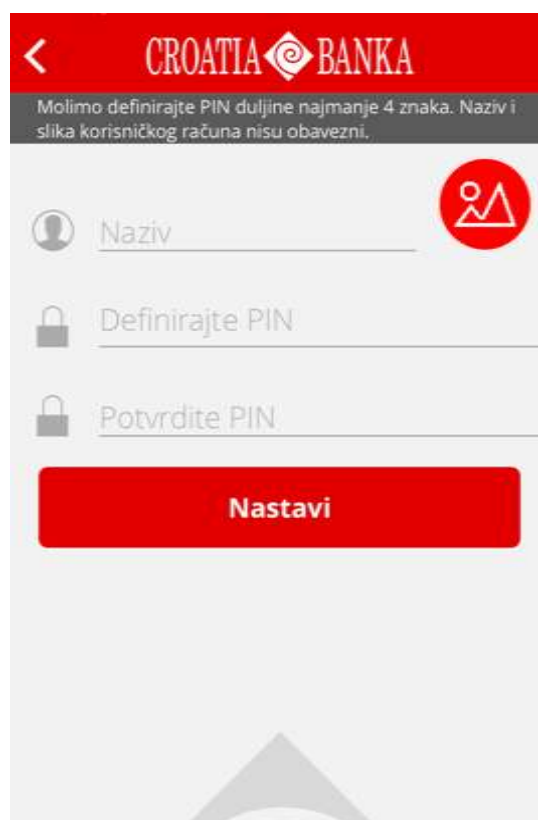 CROATIA BANKA
Molimo definirajte PIN duljine najmanje 4 znaka. Naziv i
slika korisničkog računa nisu obavezni.
Naziv
Definirajte PIN
Potvrdite PIN
Nastavi